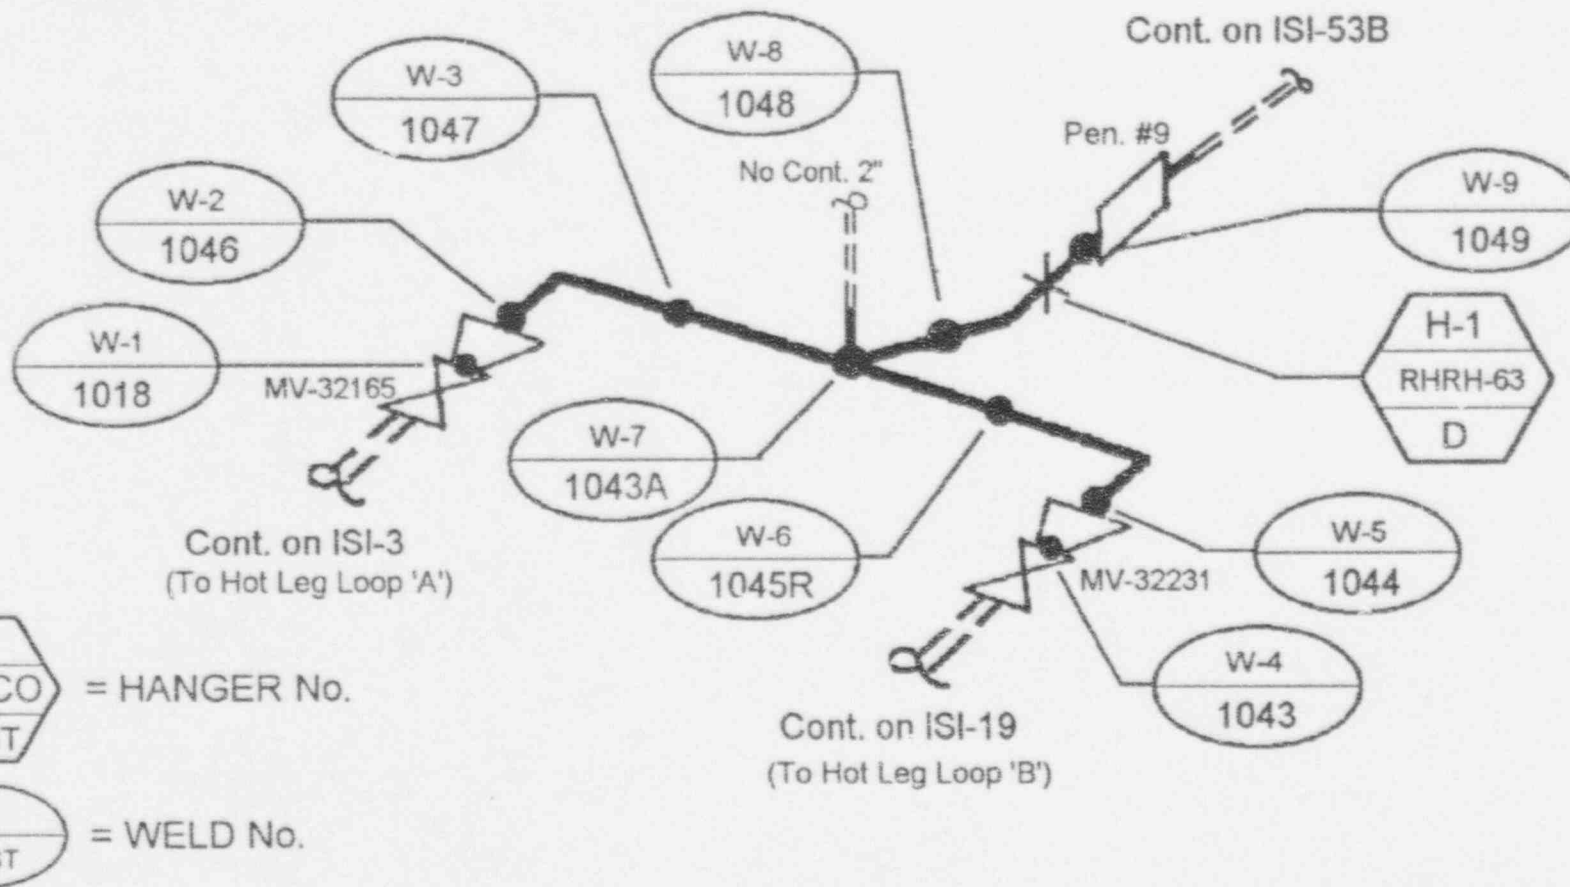 Cont. on ISI-53B
W-8
1048
W-3
1047
Pen. #9
No Cont. 2"
W-9
1049
W-2
1046
H-1
RHRH-63
D
W-1
1018
MV-32165
W-7
1043A
W-6
1045R
W-5
1044
Cont. on ISI-3
(To Hot Leg Loop 'A')
MV-32231
W-4
1043
CO
T
= HANGER No.
Cont. on ISI-19
(To Hot Leg Loop 'B')
= WELD No.